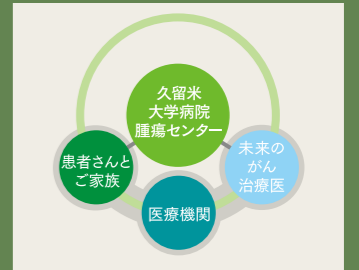 久留米
大学病院
腫瘍センター
患者さんと
ご家族
未来の
がん
治療医
医療機関